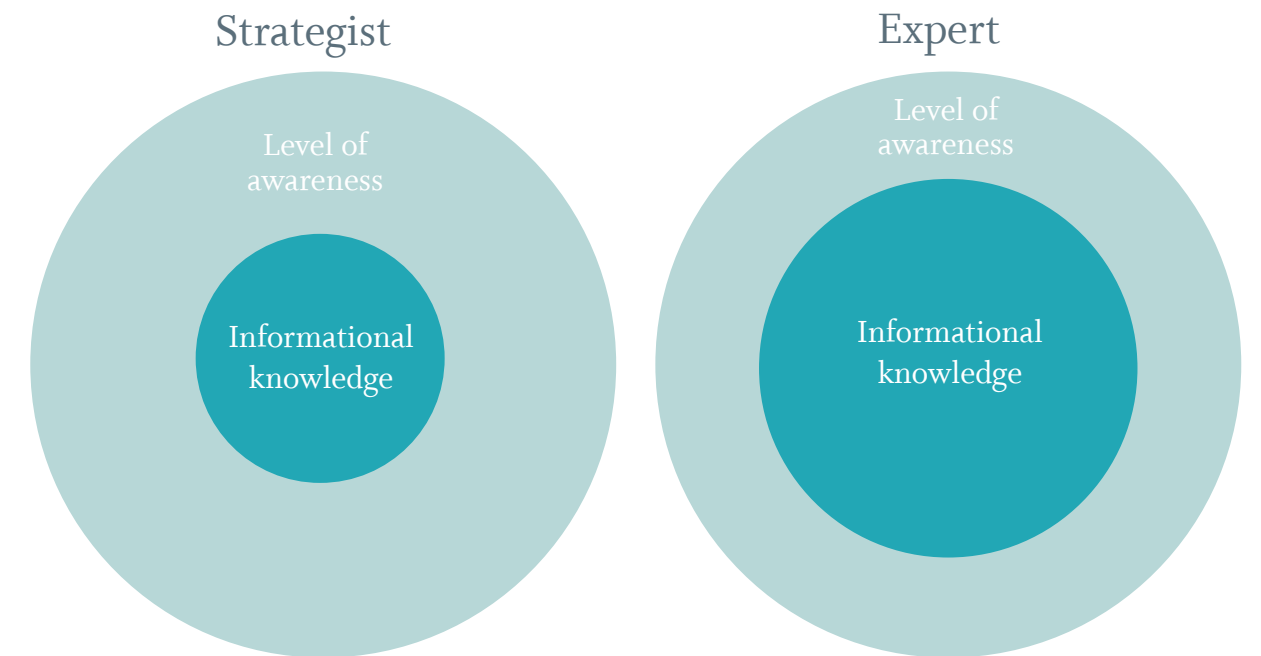 Strategist
Level of
awareness
Informational
knowledge
Expert
Level of
awareness
Informational
knowledge